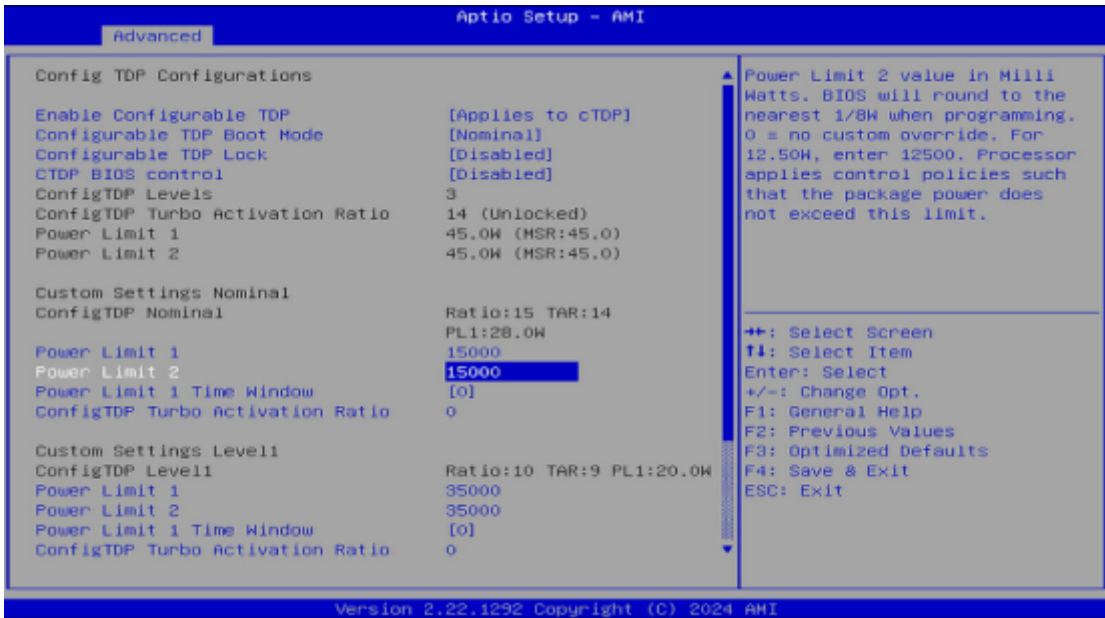 Aptio Setup – AMI
Advanced
Config TDP Configurations
Enable Configurable TDP [Applies to cTDP]
Configurable TDP Boot Mode [Nominal]
Configurable TDP Lock [Disabled]
CTDP BIOS control [Disabled]
ConfigTDP Levels 3
ConfigTDP Turbo Activation Ratio 14 (Unlocked)
Power Limit 1 45.0W (MSR:45.0)
Power Limit 2 45.0W (MSR:45.0)
Custom Settings Nominal
ConfigTDP Nominal Ratio:15 TAR:14
PL1:28.0W
Power Limit 1 15000
Power Limit 2 15000
Power Limit 1 Time Window [0]
ConfigTDP Turbo Activation Ratio 0
Custom Settings Level1
ConfigTDP Level1 Ratio:10 TAR:9 PL1:20.0W
Power Limit 1 35000
Power Limit 2 35000
Power Limit 1 Time Window [0]
ConfigTDP Turbo Activation Ratio 0
Power Limit 2 value in Milli
Watts. BIOS will round to the
nearest 1/8W when programming.
0 = no custom override. For
12.50W, enter 12500. Processor
applies control policies such
that the package power does
not exceed this limit.
→←: Select Screen
↑↓: Select Item
Enter: Select
+/-: Change Opt.
F1: General Help
F2: Previous Values
F3: Optimized Defaults
F4: Save & Exit
ESC: Exit
Version 2.22.1292 Copyright (C) 2024 AMI